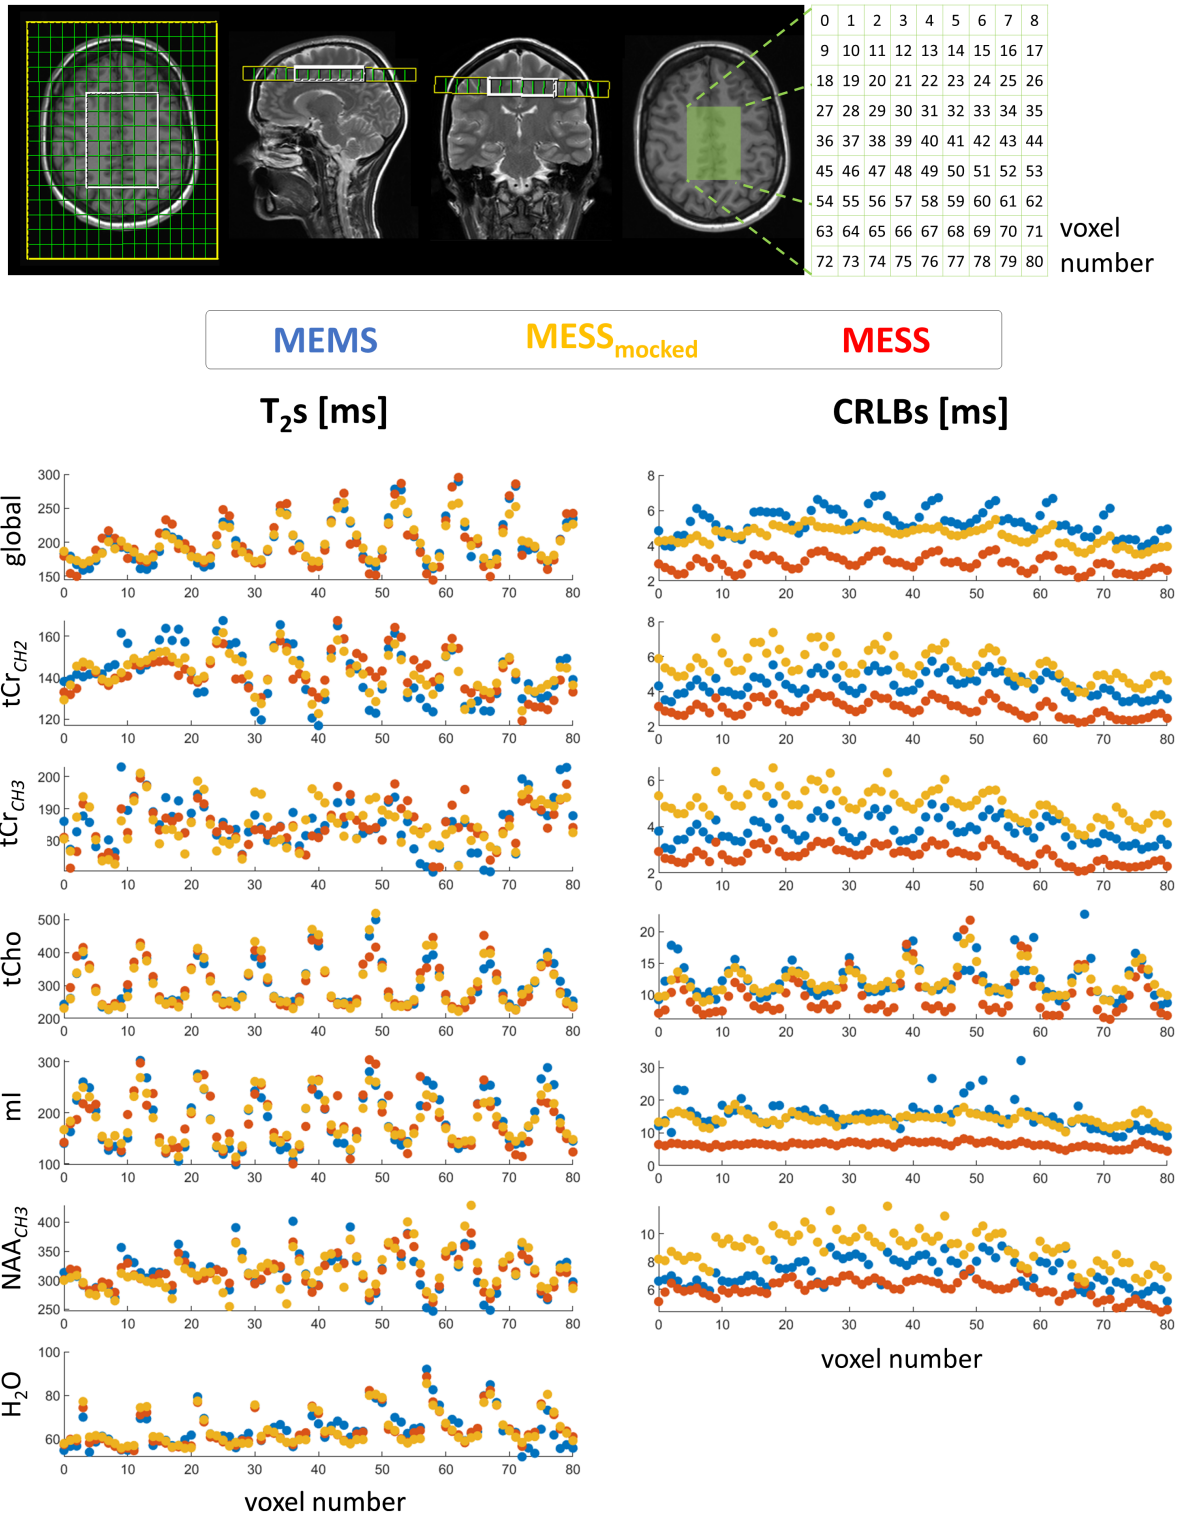 0 1 2 3 4 5 6 7 8
9 10 11 12 13 14 15 16 17
18 19 20 21 22 23 24 25 26
27 28 29 30 31 32 33 34 35
36 37 38 39 40 41 42 43 44
45 46 47 48 49 50 51 52 53
54 55 56 57 58 59 60 61 62
63 64 65 66 67 68 69 70 71
72 73 74 75 76 77 78 79 80
voxel
number
MEMS MESSmocked MESS
T2s [ms] CRLBs [ms]
global
300
250
200
150
0 10 20 30 40 50 60 70 80
8
6
4
2
0 10 20 30 40 50 60 70 80
tCrCH2
160
140
120
0 10 20 30 40 50 60 70 80
8
6
4
2
0 10 20 30 40 50 60 70 80
tCrCH3
200
190
30
0 10 20 30 40 50 60 70 80
6
4
2
0 10 20 30 40 50 60 70 80
tCho
500
400
300
200
0 10 20 30 40 50 60 70 80
20
15
10
0 10 20 30 40 50 60 70 80
mI
300
200
100
0 10 20 30 40 50 60 70 80
30
20
10
0
0 10 20 30 40 50 60 70 80
NAACH3
400
350
300
250
0 10 20 30 40 50 60 70 80
10
8
6
0 10 20 30 40 50 60 70 80
voxel number
H2O
100
80
60
0 10 20 30 40 50 60 70 80
voxel number